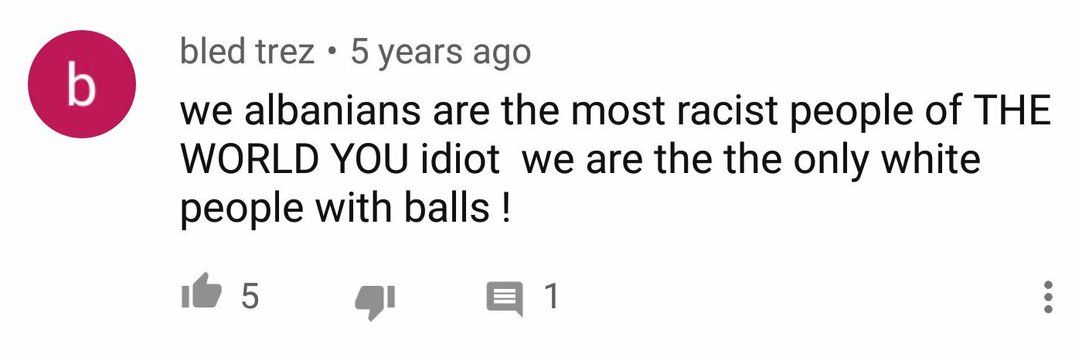 b
bled trez • 5 years ago
we albanians are the most racist people of THE
WORLD YOU idiot  we are the the only white
people with balls !
5
1